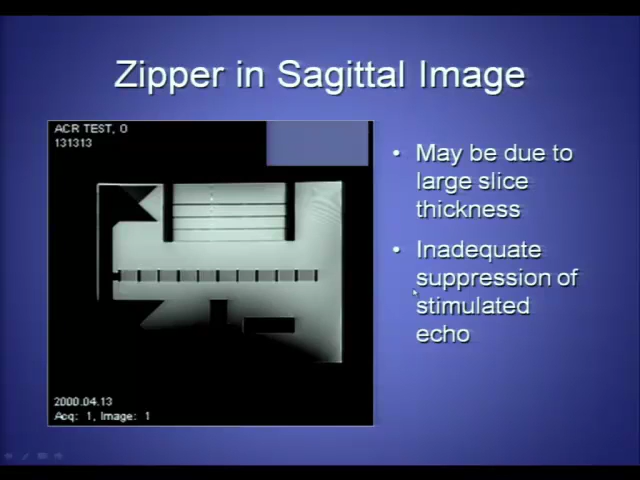 Zipper in Sagittal Image
ACR TEST, 0
131313
• May be due to
large slice
thickness
• Inadequate
suppression of
stimulated
echo
2000.04.13
Acq: 1, Image: 1